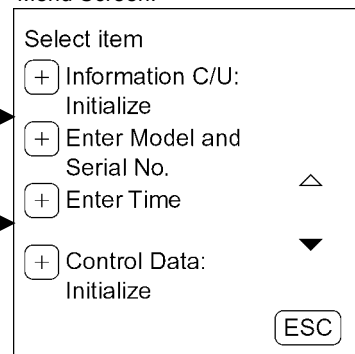 Menu Screen:
Select item
+ Information C/U:
Initialize
+ Enter Model and
Serial No.
+ Enter Time
+ Control Data:
Initialize
ESC